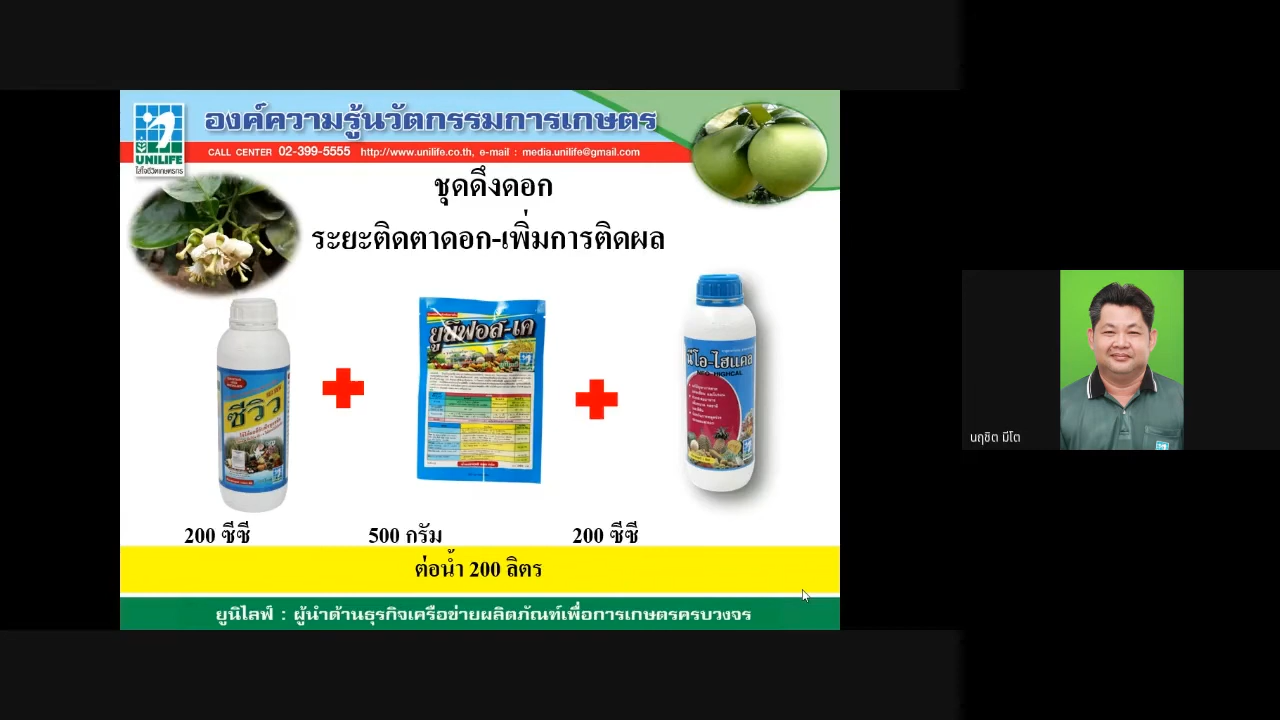 องค์ความรู้นวัตกรรมการเกษตร
UNILIFE
CALL CENTER 02-399-5555 http://www.unilife.co.th, e-mail : media.unilife@gmail.com
ชุดดึงดอก
ระยะติดตาดอก-เพิ่มการติดผล
ซีวิว
ยูนีฟอส-เค
นีโอ-ไฮแคล
NEO-HIGHCAL
200 ซีซี
500 กรัม
200 ซีซี
ต่อน้ำ 200 ลิตร
ยูนิไลฟ์ : ผู้นำด้านธุรกิจเครือข่ายผลิตภัณฑ์เพื่อการเกษตรครบวงจร
นฤชิต มีโต